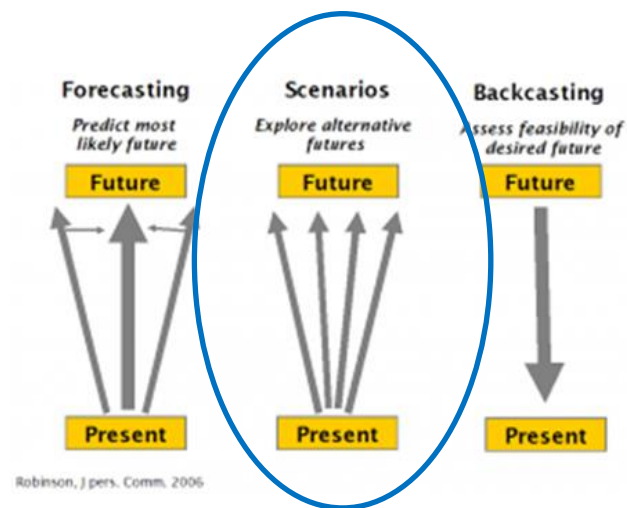 Forecasting
Predict most
likely future
Future
Present
Scenarios
Explore alternative
futures
Future
Present
Backcasting
Assess feasibility of
desired future
Future
Present
Robinson, J pers. Comm. 2006